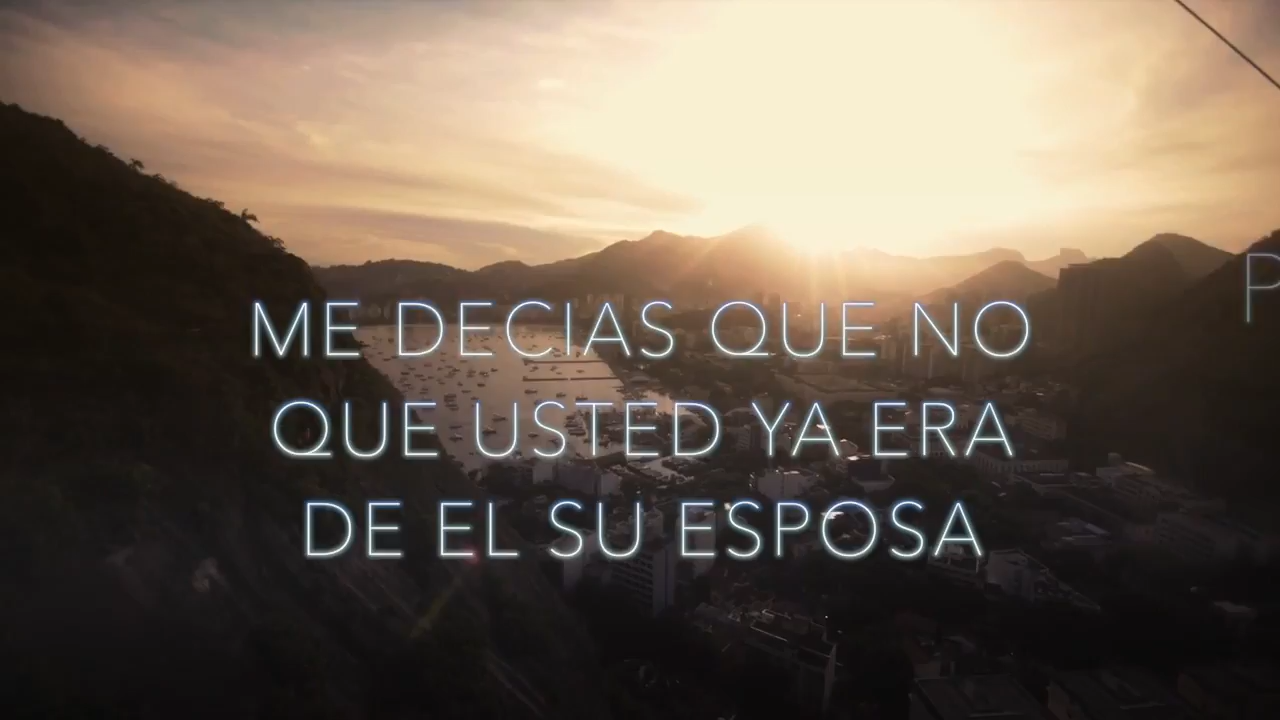 ME DECIAS QUE NO
QUE USTED YA ERA
DE EL SU ESPOSA
P